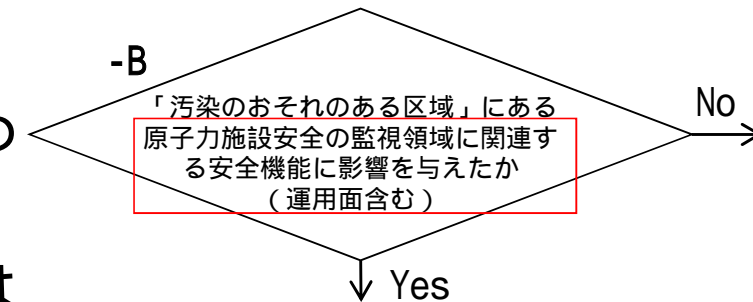 -B
「汚染のおそれのある区域」にある
原子力施設安全の監視領域に関連す
る安全機能に影響を与えたか
(運用面含む)
No
Yes